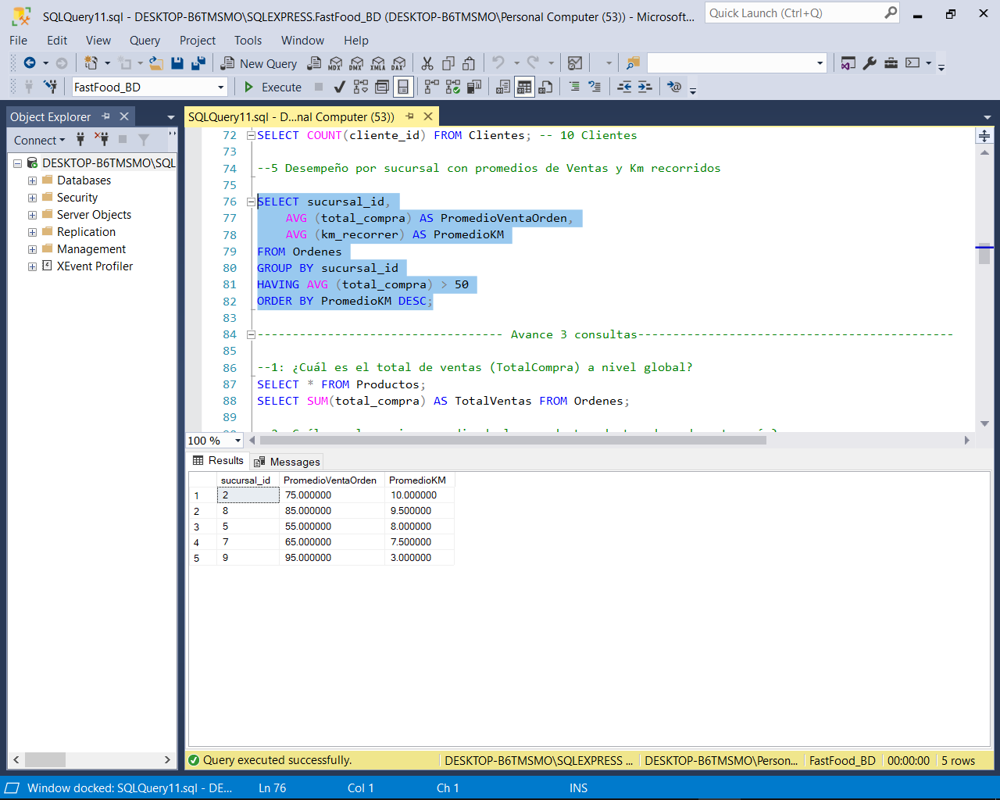 SQLQuery11.sql - DESKTOP-B6TMSMO\SQLEXPRESS.FastFood_BD (DESKTOP-B6TMSMO\Personal Computer (53)) - Microsoft...
Quick Launch (Ctrl+Q)
File Edit View Query Project Tools Window Help
New Query MDX DMX XMLA DAX
FastFood_BD Execute
Object Explorer
SQLQuery11.sql - D...nal Computer (53))
Connect
DESKTOP-B6TMSMO\SQL
Databases
Security
Server Objects
Replication
Management
XEvent Profiler
72 SELECT COUNT(cliente_id) FROM Clientes; -- 10 Clientes
73
74 --5 Desempeño por sucursal con promedios de Ventas y Km recorridos
75
76 SELECT sucursal_id,
77 AVG (total_compra) AS PromedioVentaOrden,
78 AVG (km_recorrer) AS PromedioKM
79 FROM Ordenes
80 GROUP BY sucursal_id
81 HAVING AVG (total_compra) > 50
82 ORDER BY PromedioKM DESC;
83
84 ----------------------------------- Avance 3 consultas---------------------------------------------
85
86 --1: ¿Cuál es el total de ventas (TotalCompra) a nivel global?
87 SELECT * FROM Productos;
88 SELECT SUM(total_compra) AS TotalVentas FROM Ordenes;
89
100 %
Results Messages
sucursal_id PromedioVentaOrden PromedioKM
1 2 75.000000 10.000000
2 8 85.000000 9.500000
3 5 55.000000 8.000000
4 7 65.000000 7.500000
5 9 95.000000 3.000000
Query executed successfully. DESKTOP-B6TMSMO\SQLEXPRESS ... DESKTOP-B6TMSMO\Person... FastFood_BD 00:00:00 5 rows
Window docked: SQLQuery11.sql - DE... Ln 76 Col 1 Ch 1 INS